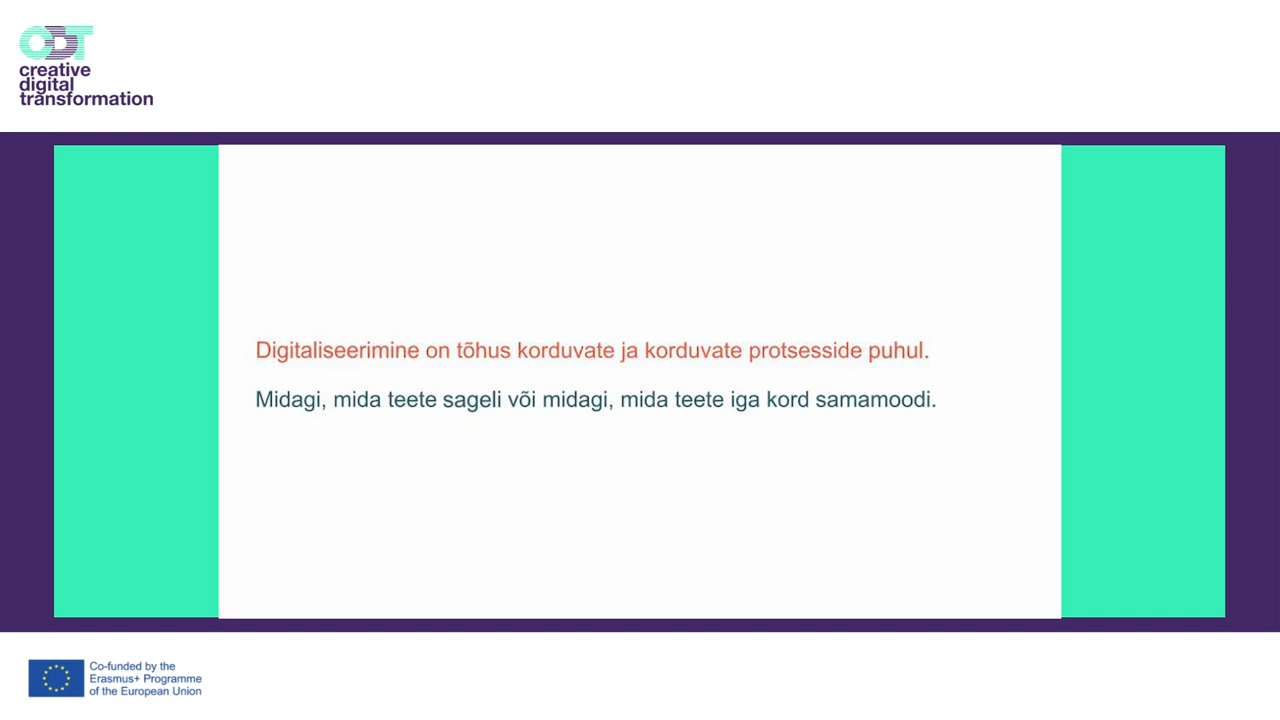 CDT
creative
digital
transformation
Digitaliseerimine on tõhus korduvate ja korduvate protsesside puhul.
Midagi, mida teete sageli või midagi, mida teete iga kord samamoodi.
Co-funded by the
Erasmus+ Programme
of the European Union